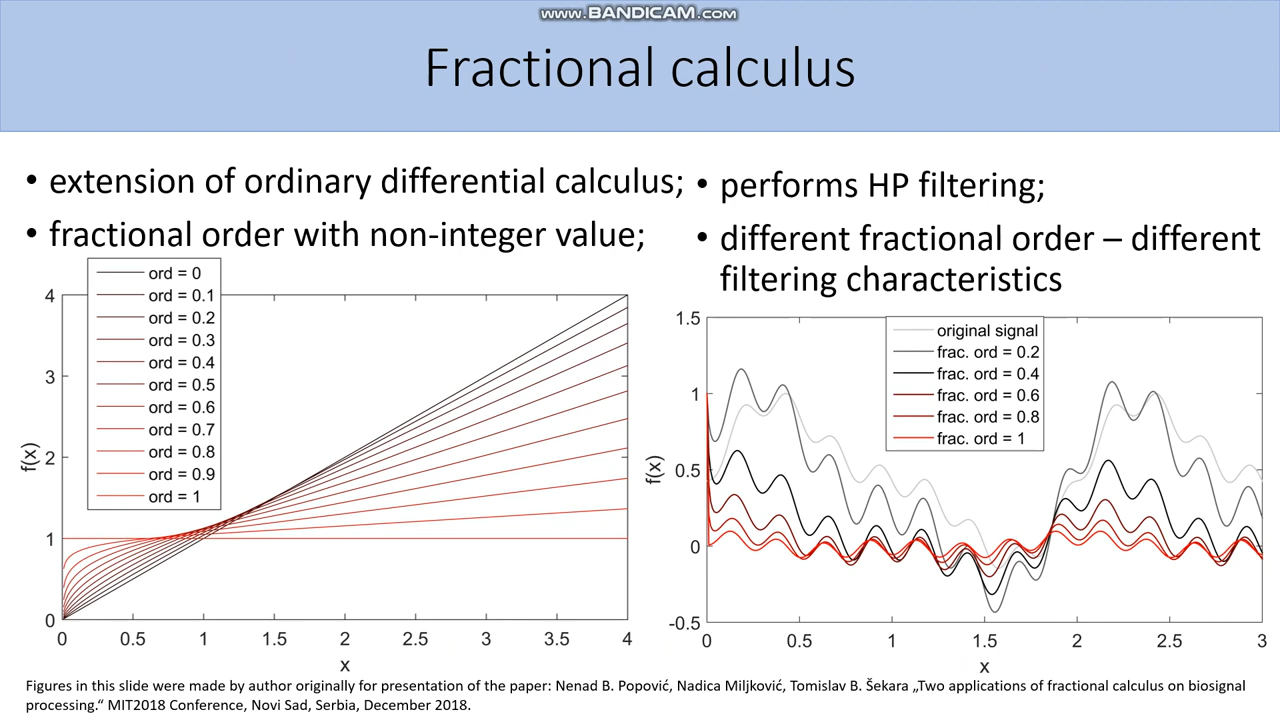 www.BANDICAM.com
Fractional calculus
• extension of ordinary differential calculus;
• fractional order with non-integer value;
• performs HP filtering;
• different fractional order – different
filtering characteristics
ord = 0
ord = 0.1
ord = 0.2
ord = 0.3
ord = 0.4
ord = 0.5
ord = 0.6
ord = 0.7
ord = 0.8
ord = 0.9
ord = 1
4
3
2
1
0
f(x)
0 0.5 1 1.5 2 2.5 3 3.5 4
x
original signal
frac. ord = 0.2
frac. ord = 0.4
frac. ord = 0.6
frac. ord = 0.8
frac. ord = 1
1.5
1
0.5
0
-0.5
f(x)
0 0.5 1 1.5 2 2.5 3
x
Figures in this slide were made by author originally for presentation of the paper: Nenad B. Popović, Nadica Miljković, Tomislav B. Šekara „Two applications of fractional calculus on biosignal
processing.“ MIT2018 Conference, Novi Sad, Serbia, December 2018.